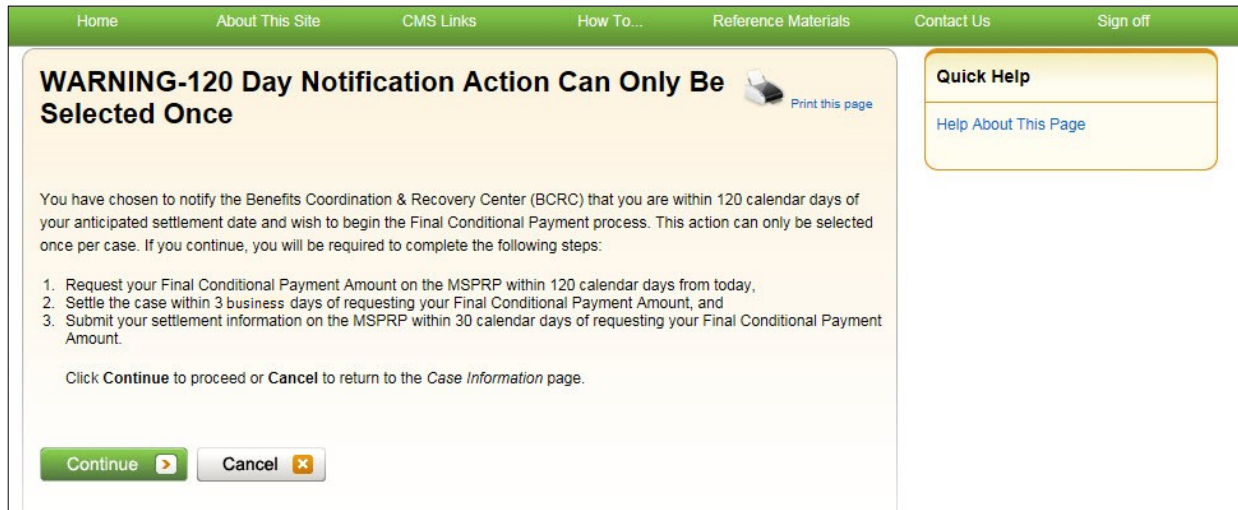 Home About This Site CMS Links How To... Reference Materials Contact Us Sign off
WARNING-120 Day Notification Action Can Only Be
Selected Once
Print this page
Quick Help
Help About This Page
You have chosen to notify the Benefits Coordination & Recovery Center (BCRC) that you are within 120 calendar days of
your anticipated settlement date and wish to begin the Final Conditional Payment process. This action can only be selected
once per case. If you continue, you will be required to complete the following steps:
1. Request your Final Conditional Payment Amount on the MSPRP within 120 calendar days from today,
2. Settle the case within 3 business days of requesting your Final Conditional Payment Amount, and
3. Submit your settlement information on the MSPRP within 30 calendar days of requesting your Final Conditional Payment
Amount.
Click Continue to proceed or Cancel to return to the Case Information page.
Continue Cancel